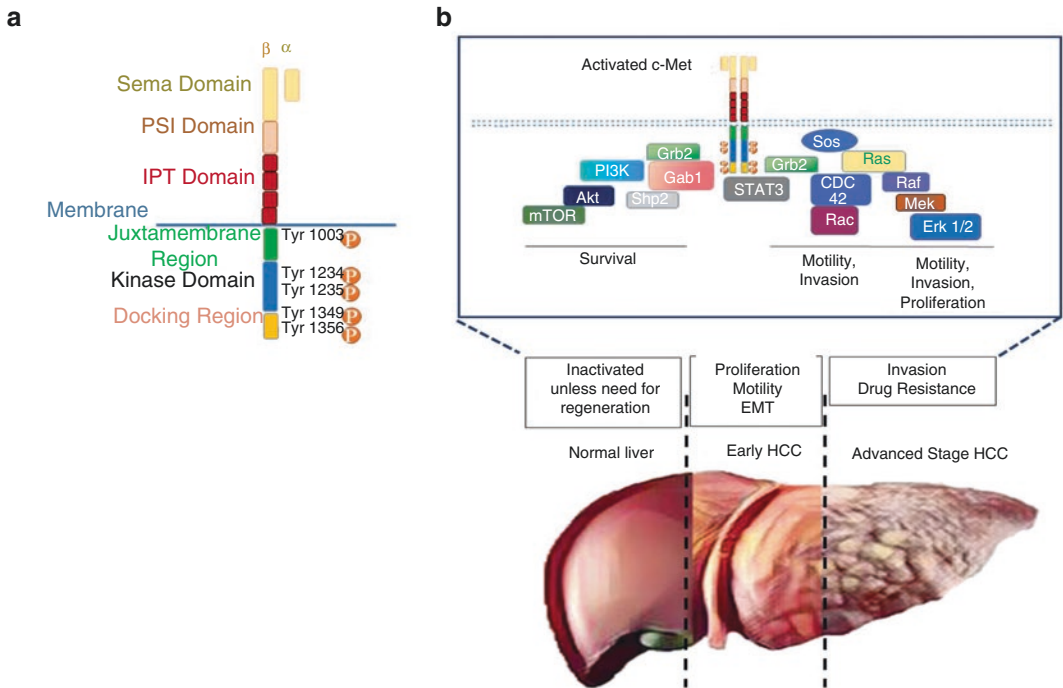 a
β α
Sema Domain
PSI Domain
IPT Domain
Membrane
Juxtamembrane
Region
Tyr 1003 P
Kinase Domain
Tyr 1234 P
Tyr 1235 P
Docking Region
Tyr 1349 P
Tyr 1356 P
b
Activated c-Met
P P
P P
P P
P P
Grb2
PI3K
Gab1
Akt
Shp2
mTOR
STAT3
Sos
Grb2
Ras
CDC
42
Rac
Raf
Mek
Erk 1/2
Survival
Motility,
Invasion
Motility,
Invasion,
Proliferation
Inactivated
unless need for
regeneration
Proliferation
Motility
EMT
Invasion
Drug Resistance
Normal liver
Early HCC
Advanced Stage HCC